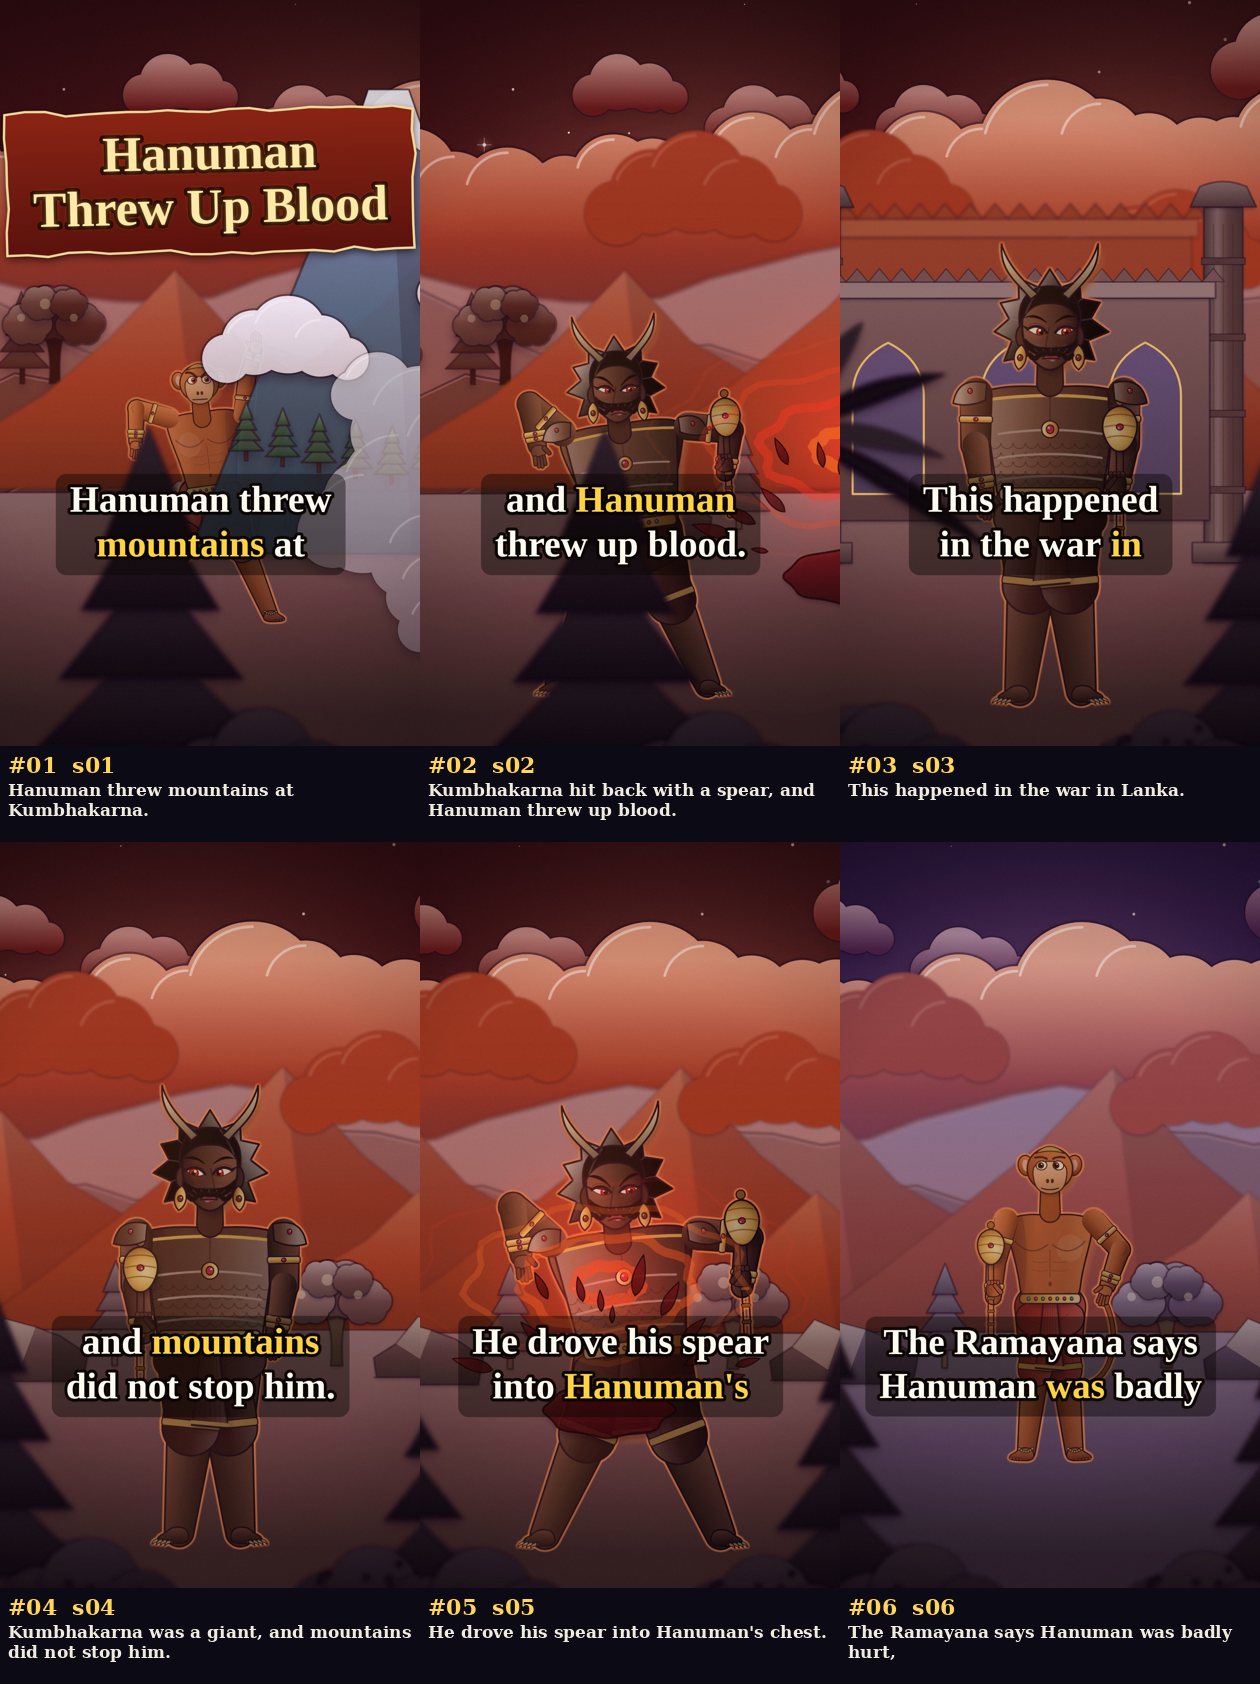 Hanuman
Threw Up Blood
Hanuman threw
mountains at
#01 s01
Hanuman threw mountains at
Kumbhakarna.
and Hanuman
threw up blood.
#02 s02
Kumbhakarna hit back with a spear, and
Hanuman threw up blood.
This happened
in the war in
#03 s03
This happened in the war in Lanka.
and mountains
did not stop him.
#04 s04
Kumbhakarna was a giant, and mountains
did not stop him.
He drove his spear
into Hanuman's
#05 s05
He drove his spear into Hanuman's chest.
The Ramayana says
Hanuman was badly
#06 s06
The Ramayana says Hanuman was badly
hurt,